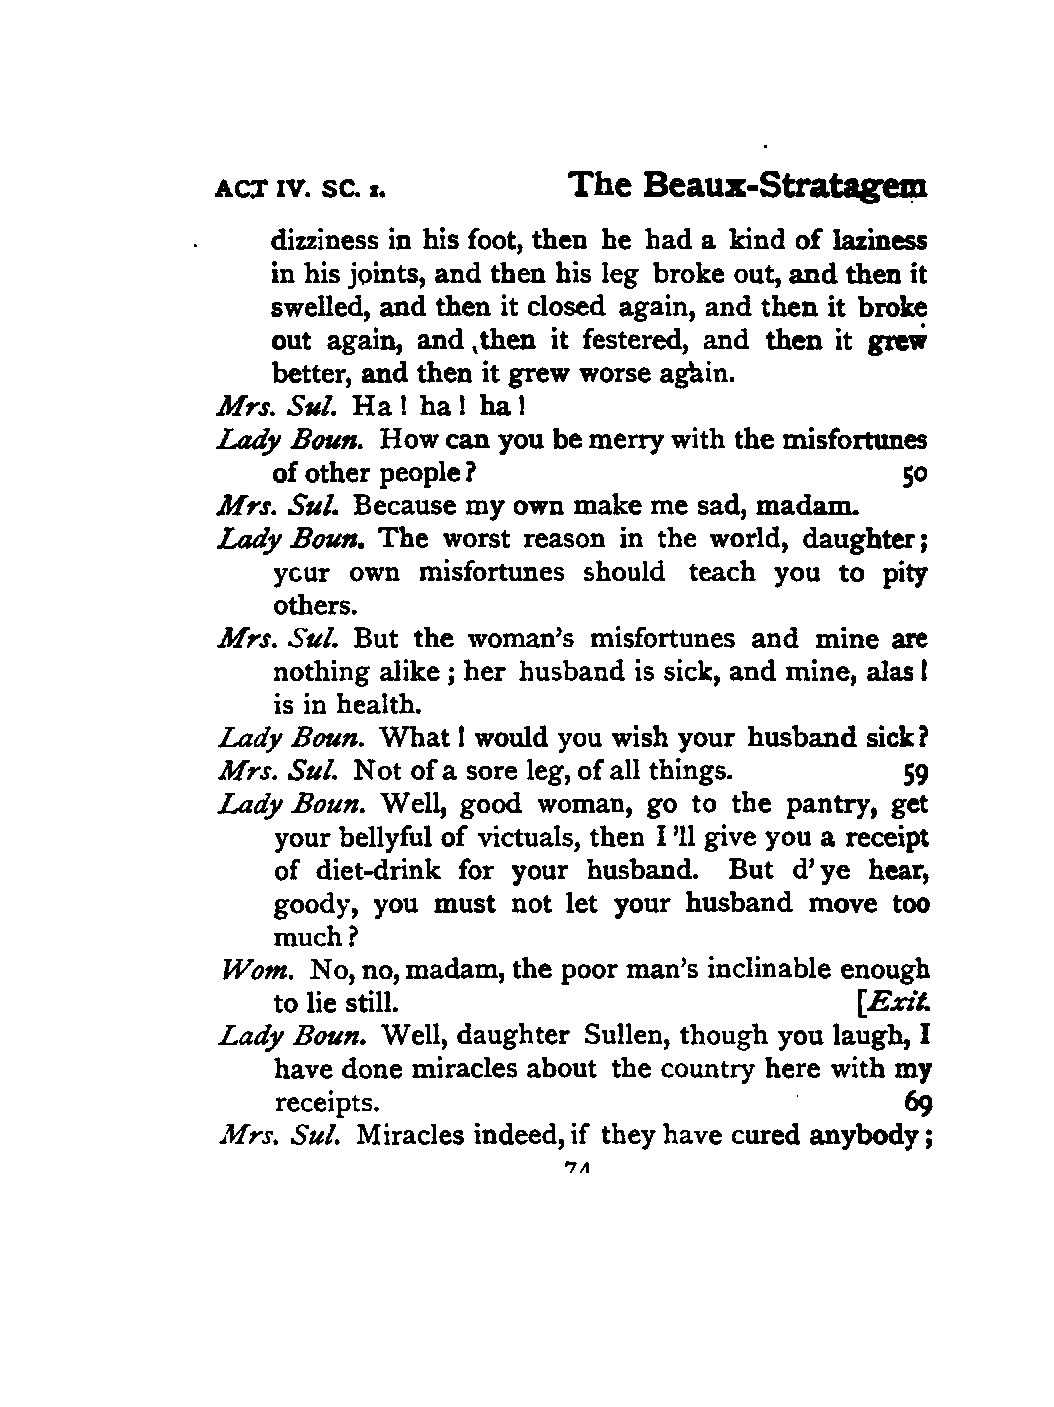 ACT IV. SC. 1. The Beaux-Stratagem
dizziness in his foot, then he had a kind of laziness
in his joints, and then his leg broke out, and then it
swelled, and then it closed again, and then it broke
out again, and then it festered, and then it grew
better, and then it grew worse again.
Mrs. Sul. Ha! ha! ha!
Lady Boun. How can you be merry with the misfortunes
of other people? 50
Mrs. Sul. Because my own make me sad, madam.
Lady Boun. The worst reason in the world, daughter;
your own misfortunes should teach you to pity
others.
Mrs. Sul. But the woman's misfortunes and mine are
nothing alike; her husband is sick, and mine, alas!
is in health.
Lady Boun. What! would you wish your husband sick?
Mrs. Sul. Not of a sore leg, of all things. 59
Lady Boun. Well, good woman, go to the pantry, get
your bellyful of victuals, then I'll give you a receipt
of diet-drink for your husband. But d'ye hear,
goody, you must not let your husband move too
much?
Wom. No, no, madam, the poor man's inclinable enough
to lie still. [Exit.
Lady Boun. Well, daughter Sullen, though you laugh, I
have done miracles about the country here with my
receipts. 69
Mrs. Sul. Miracles indeed, if they have cured anybody;
74